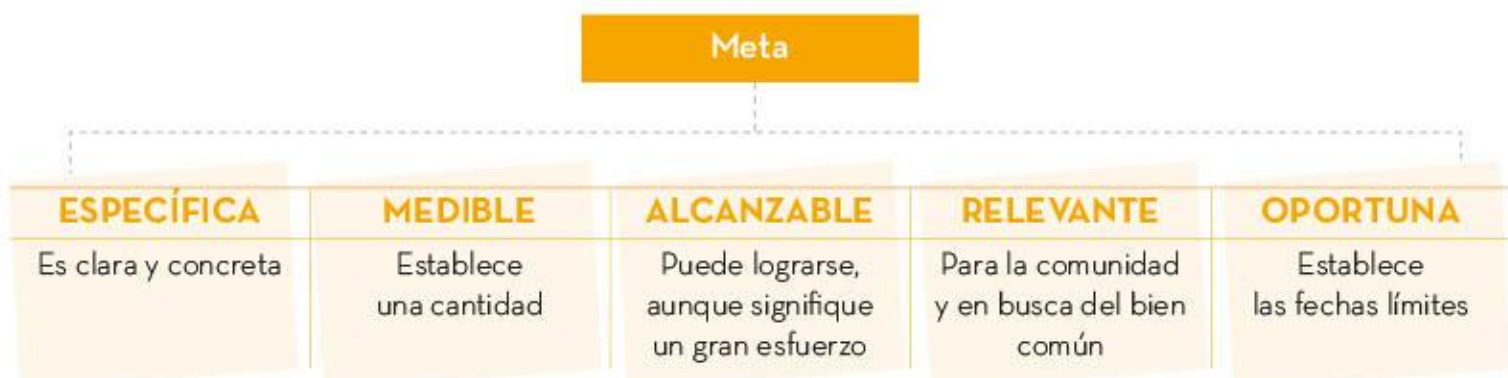 Meta
ESPECÍFICA
Es clara y concreta
MEDIBLE
Establece
una cantidad
ALCANZABLE
Puede lograrse,
aunque signifique
un gran esfuerzo
RELEVANTE
Para la comunidad
y en busca del bien
común
OPORTUNA
Establece
las fechas límites